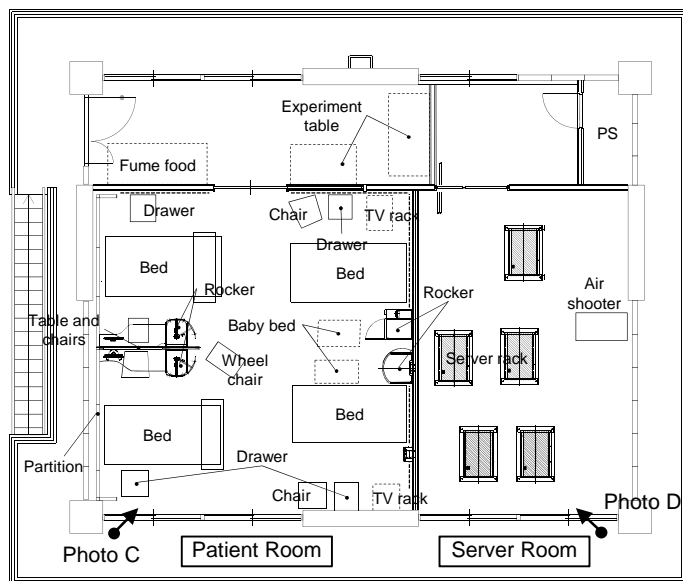 Experiment
table
PS
Fume food
Drawer
Chair
TV rack
Drawer
Bed
Bed
Air
shooter
Rocker
Rocker
Table and
chairs
Baby bed
Wheel
chair
Server rack
Bed
Bed
Drawer
Partition
Chair
TV rack
Photo C
Patient Room
Server Room
Photo D